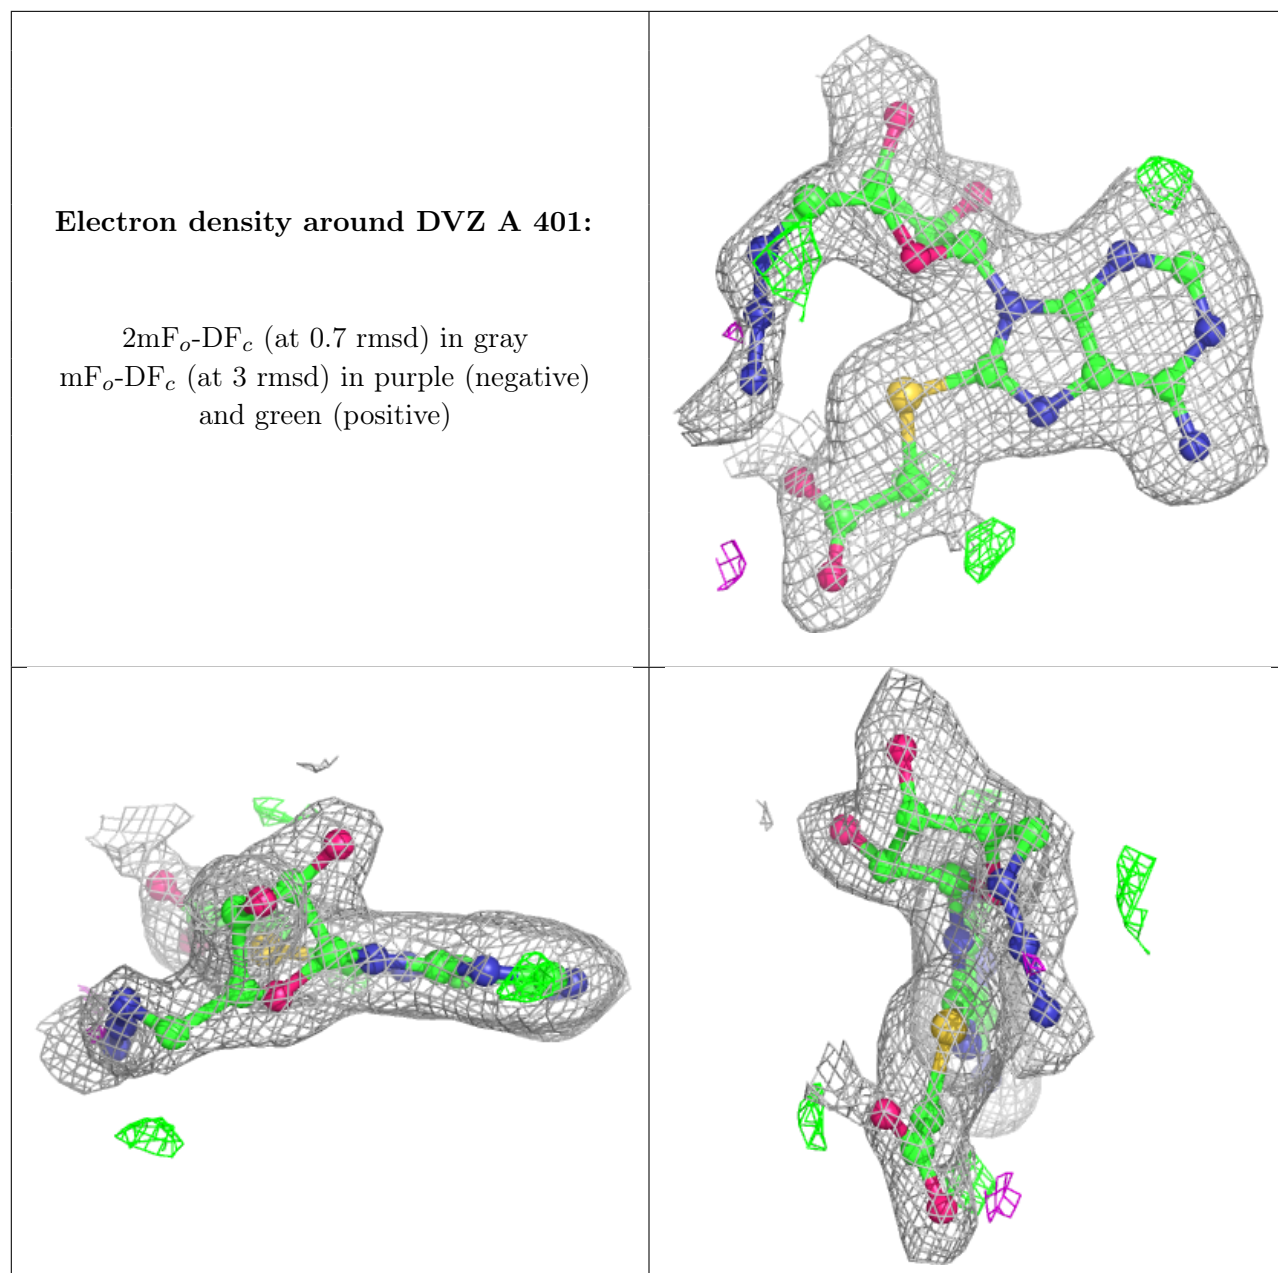 Electron density around DVZ A 401:
2mFₒ-DF𝑐 (at 0.7 rmsd) in gray
mFₒ-DF𝑐 (at 3 rmsd) in purple (negative)
and green (positive)